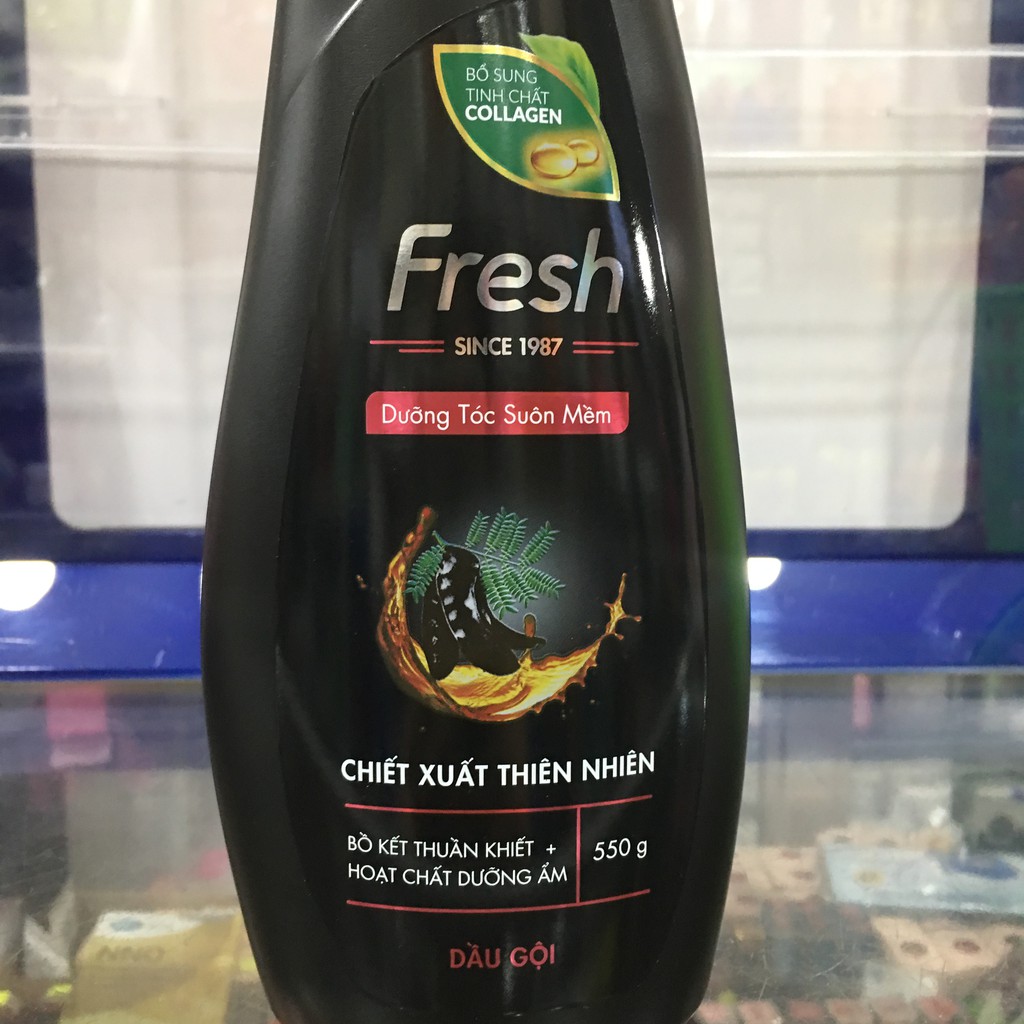 BỔ SUNG
TINH CHẤT
COLLAGEN
Fresh
SINCE 1987
Dưỡng Tóc Suôn Mềm
CHIẾT XUẤT THIÊN NHIÊN
BỒ KẾT THUẦN KHIẾT +
HOẠT CHẤT DƯỠNG ẨM
550 g
DẦU GỘI